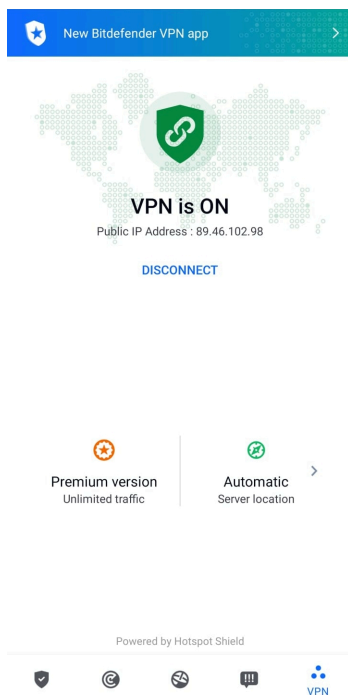 New Bitdefender VPN app
VPN is ON
Public IP Address : 89.46.102.98
DISCONNECT
Premium version
Unlimited traffic
Automatic
Server location
Powered by Hotspot Shield
VPN